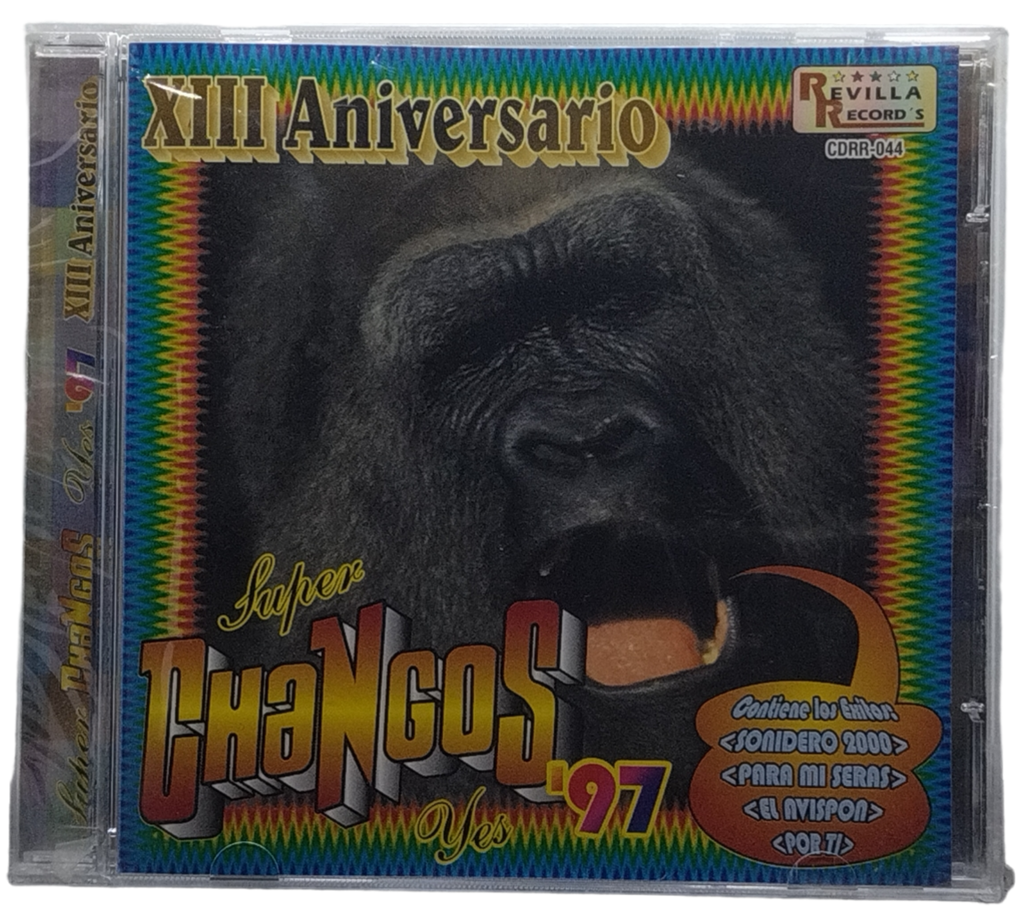 XIII Aniversario
REVILLA
RECORD'S
CDRR-044
Super
CHANGOS
Yes '97
Contiene los Exitos:
<SONIDERO 2000>
<PARA MI SERAS>
<EL AVISPON>
<POR TI>
Super CHANGOS Yes '97 XIII Aniversario